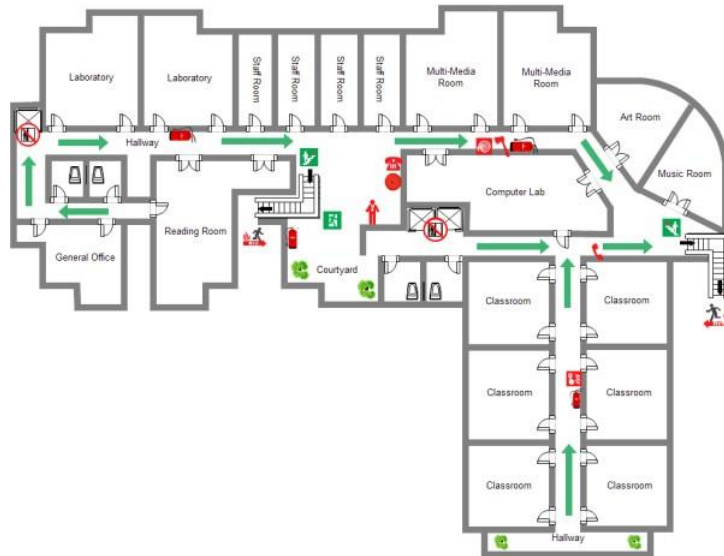 Laboratory
Laboratory
Staff Room
Staff Room
Staff Room
Staff Room
Multi-Media
Room
Multi-Media
Room
Art Room
Music Room
Hallway
Computer Lab
Reading Room
General Office
Courtyard
Classroom
Classroom
Classroom
Classroom
Classroom
Classroom
Hallway